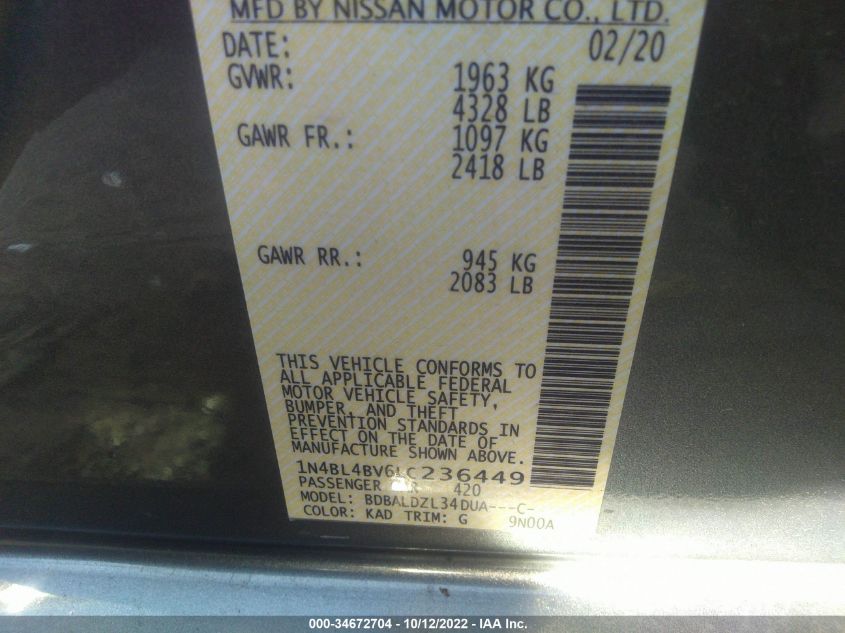 MFD BY NISSAN MOTOR CO., LTD.
DATE: 02/20
GVWR: 1963 KG
4328 LB
GAWR FR.: 1097 KG
2418 LB
GAWR RR.: 945 KG
2083 LB
THIS VEHICLE CONFORMS TO
ALL APPLICABLE FEDERAL
MOTOR VEHICLE SAFETY,
BUMPER, AND THEFT
PREVENTION STANDARDS IN
EFFECT ON THE DATE OF
MANUFACTURE SHOWN ABOVE.
1N4BL4BV6LC236449
PASSENGER 420
MODEL: BDBALDZL34DUA---C-
COLOR: KAD TRIM: G 9N00A
000-34672704 - 10/12/2022 - IAA Inc.